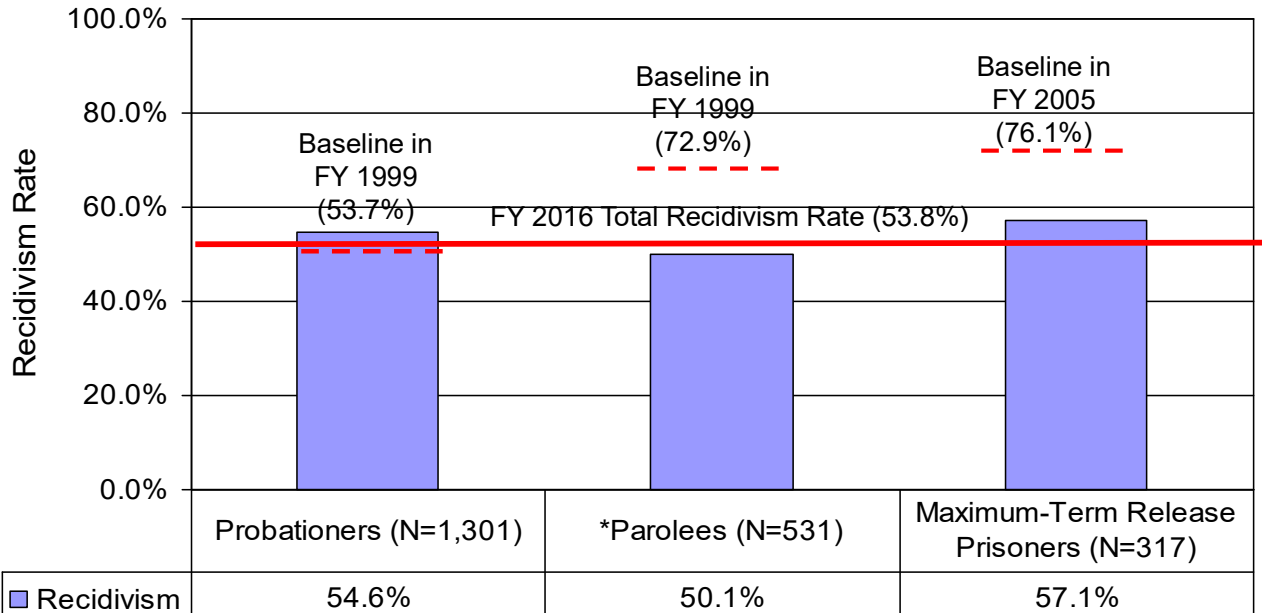 100.0%
80.0%
60.0%
40.0%
20.0%
0.0%
Recidivism Rate
Baseline in
FY 1999
(53.7%)
Baseline in
FY 1999
(72.9%)
Baseline in
FY 2005
(76.1%)
FY 2016 Total Recidivism Rate (53.8%)
Probationers (N=1,301)
*Parolees (N=531)
Maximum-Term Release
Prisoners (N=317)
Recidivism
54.6%
50.1%
57.1%